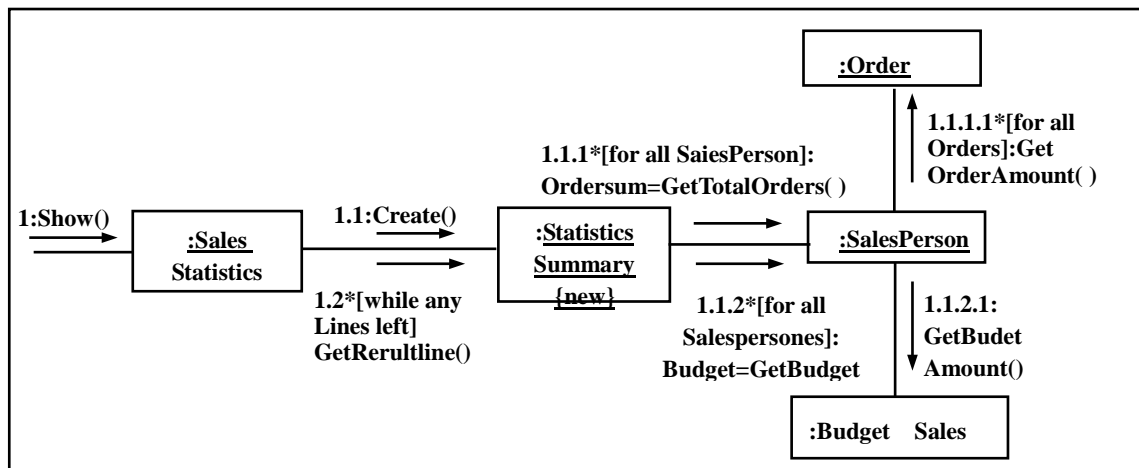 :Order
1.1.1.1*[for all
Orders]:Get
OrderAmount( )
1.1.1*[for all SaiesPerson]:
Ordersum=GetTotalOrders( )
1:Show()
1.1:Create()
:Sales
Statistics
:Statistics
Summary
{new}
:SalesPerson
1.2*[while any
Lines left]
GetRerultline()
1.1.2*[for all
Salespersones]:
Budget=GetBudget
1.1.2.1:
GetBudet
Amount()
:Budget Sales